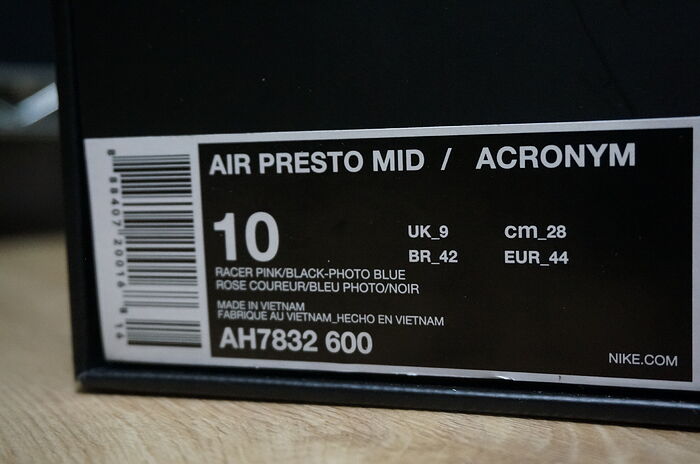 AIR PRESTO MID / ACRONYM
10
UK_9 cm_28
BR_42 EUR_44
RACER PINK/BLACK-PHOTO BLUE
ROSE COUREUR/BLEU PHOTO/NOIR
MADE IN VIETNAM
FABRIQUE AU VIETNAM_HECHO EN VIETNAM
AH7832 600
NIKE.COM